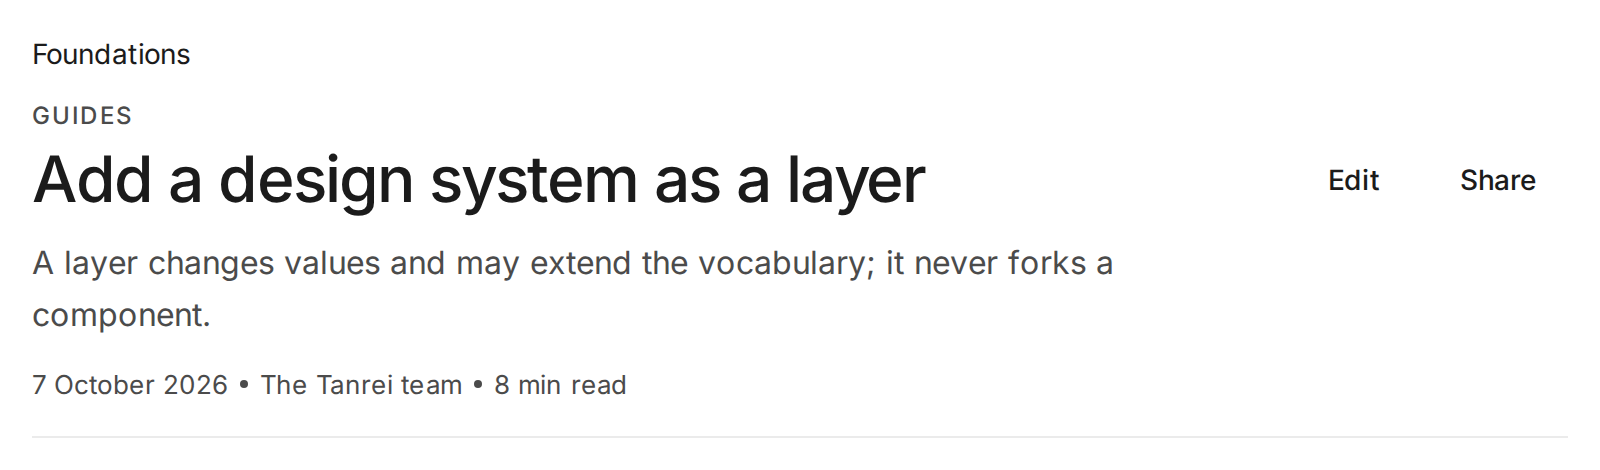 Foundations
GUIDES
Add a design system as a layer
Edit
Share
A layer changes values and may extend the vocabulary; it never forks a
component.
7 October 2026 • The Tanrei team • 8 min read